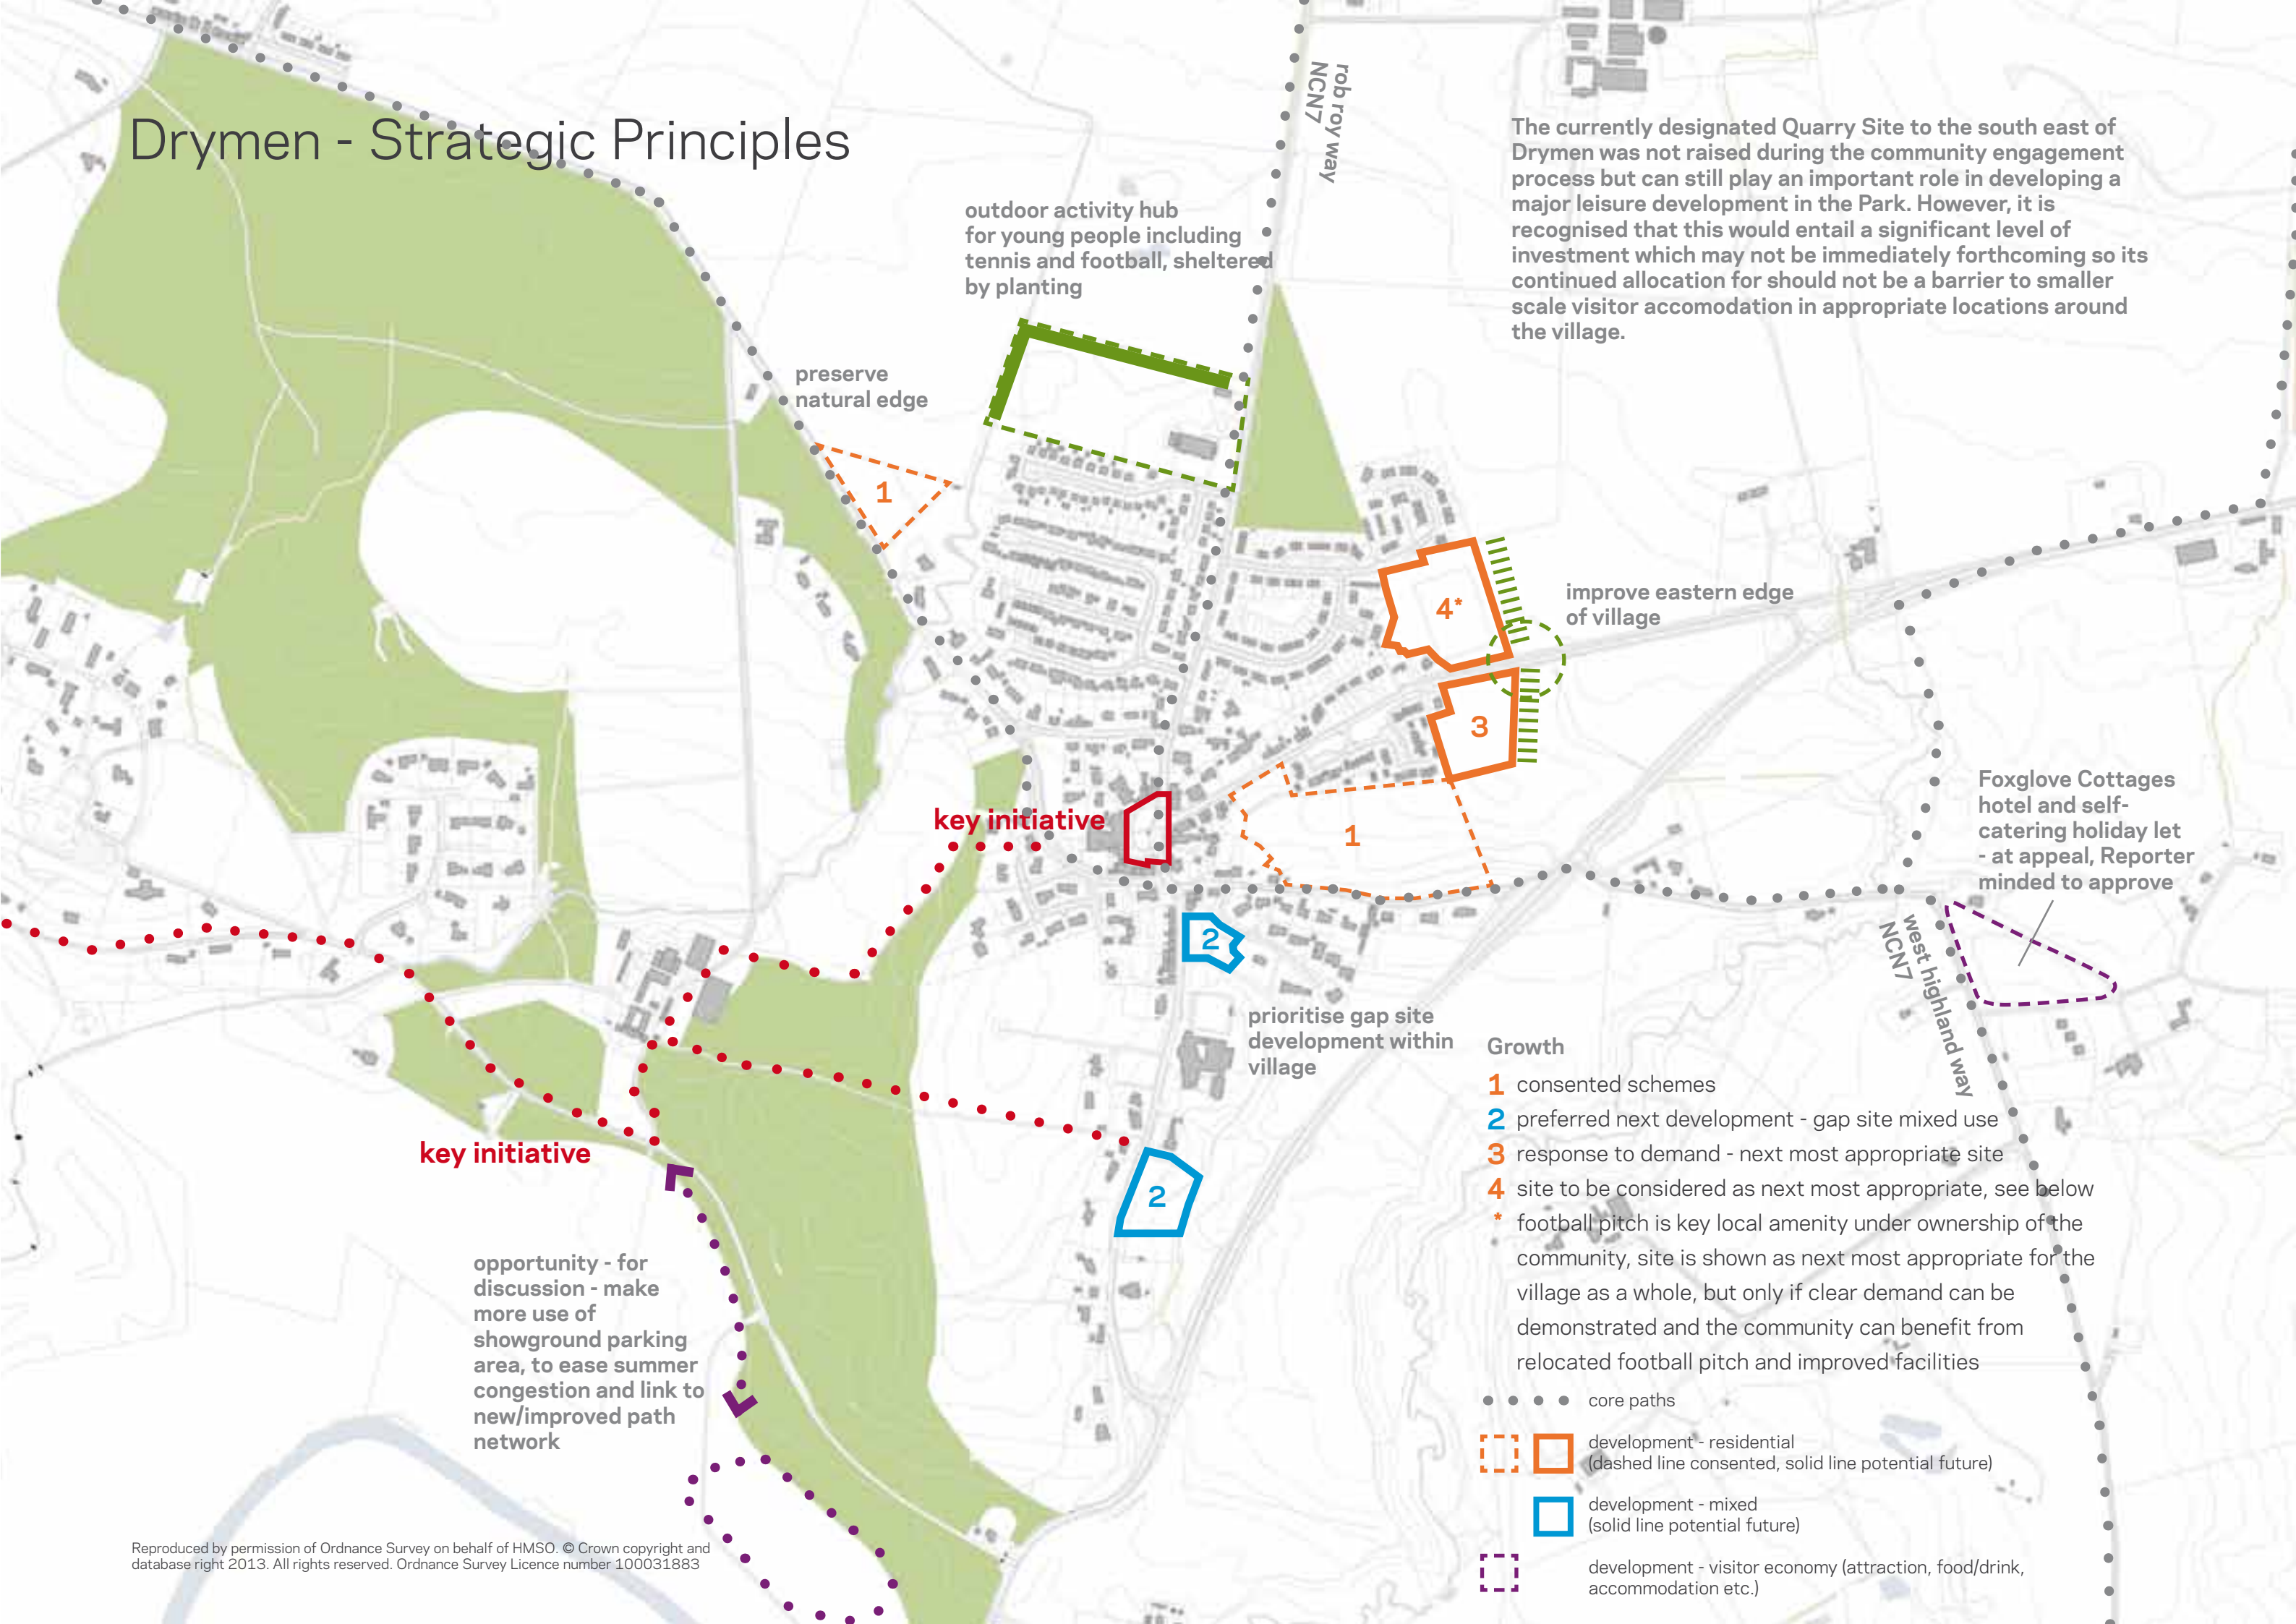 Drymen - Strategic Principles
rob roy way
NCN7
The currently designated Quarry Site to the south east of
Drymen was not raised during the community engagement
process but can still play an important role in developing a
major leisure development in the Park. However, it is
recognised that this would entail a significant level of
investment which may not be immediately forthcoming so its
continued allocation for should not be a barrier to smaller
scale visitor accomodation in appropriate locations around
the village.
outdoor activity hub
for young people including
tennis and football, sheltered
by planting
preserve
natural edge
1
4*
improve eastern edge
of village
3
Foxglove Cottages
hotel and self-
catering holiday let
- at appeal, Reporter
minded to approve
key initiative
1
2
west highland way
NCN7
prioritise gap site
development within
village
key initiative
2
opportunity - for
discussion - make
more use of
showground parking
area, to ease summer
congestion and link to
new/improved path
network
Growth
1 consented schemes
2 preferred next development - gap site mixed use
3 response to demand - next most appropriate site
4 site to be considered as next most appropriate, see below
* football pitch is key local amenity under ownership of the
community, site is shown as next most appropriate for the
village as a whole, but only if clear demand can be
demonstrated and the community can benefit from
relocated football pitch and improved facilities
core paths
development - residential
(dashed line consented, solid line potential future)
development - mixed
(solid line potential future)
development - visitor economy (attraction, food/drink,
accommodation etc.)
Reproduced by permission of Ordnance Survey on behalf of HMSO. © Crown copyright and
database right 2013. All rights reserved. Ordnance Survey Licence number 100031883